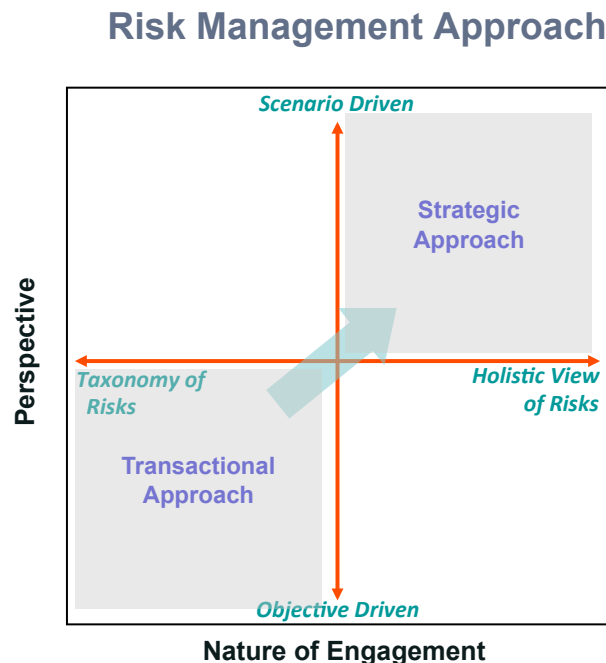 Risk Management Approach
Scenario Driven
Strategic
Approach
Perspective
Taxonomy of
Risks
Holistic View
of Risks
Transactional
Approach
Objective Driven
Nature of Engagement